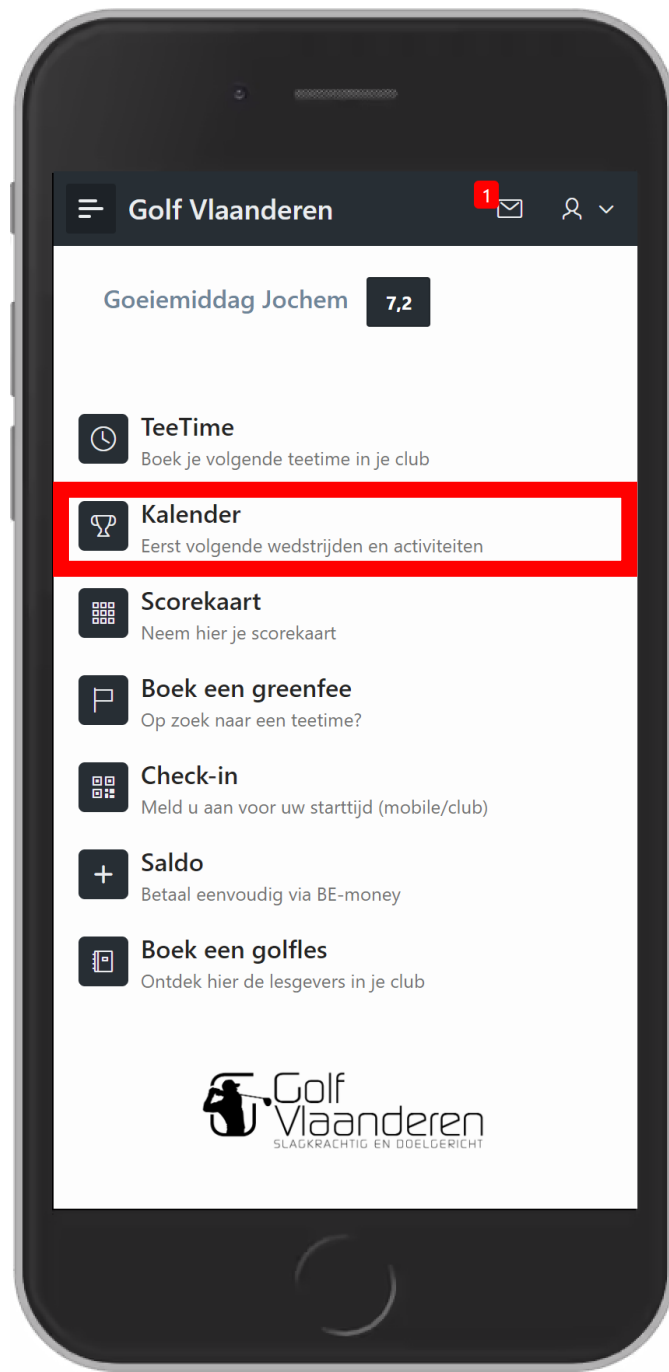 Golf Vlaanderen
1
Goeiemiddag Jochem 7,2
TeeTime
Boek je volgende teetime in je club
Kalender
Eerst volgende wedstrijden en activiteiten
Scorekaart
Neem hier je scorekaart
Boek een greenfee
Op zoek naar een teetime?
Check-in
Meld u aan voor uw starttijd (mobile/club)
Saldo
Betaal eenvoudig via BE-money
Boek een golfles
Ontdek hier de lesgevers in je club
Golf
Vlaanderen
SLAGKRACHTIG EN DOELGERICHT